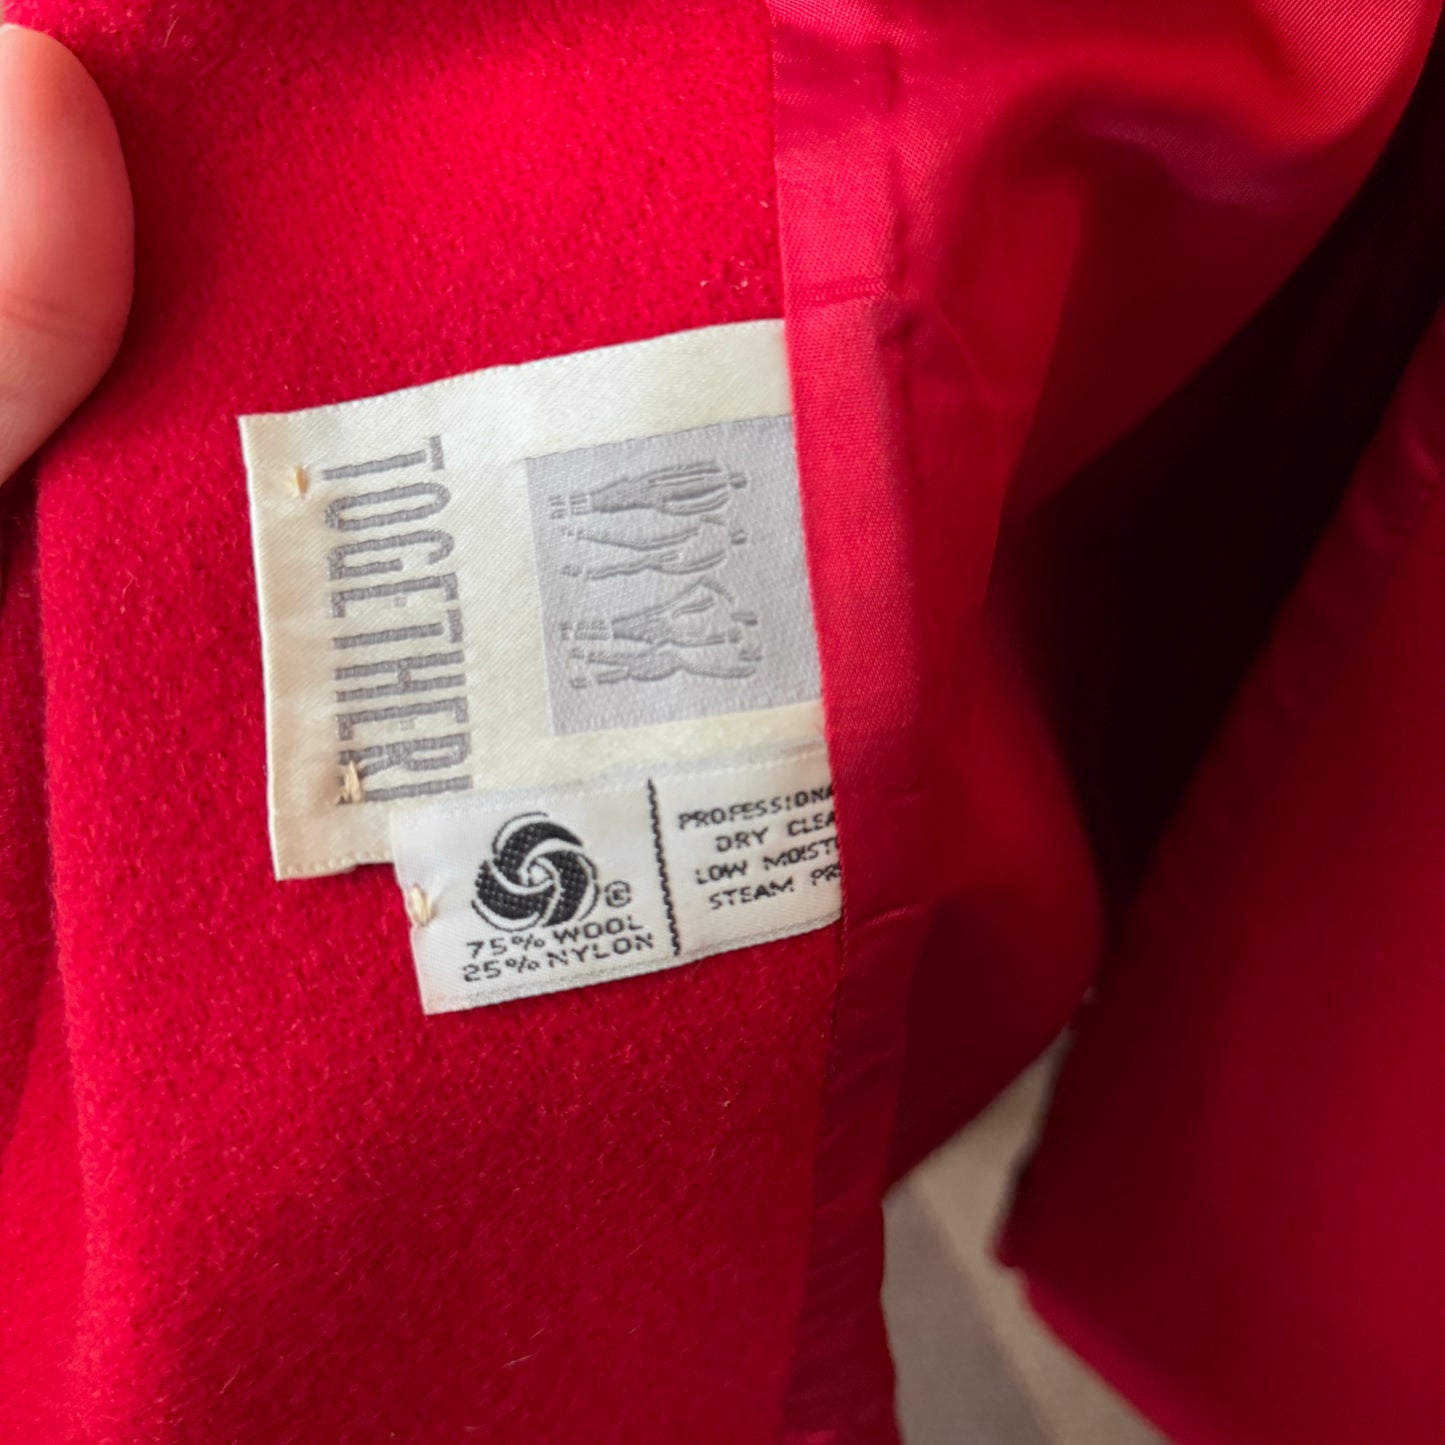 TOGETHER!
75% WOOL
25% NYLON
PROFESSIONA
DRY CLEA
LOW MOIST
STEAM PR